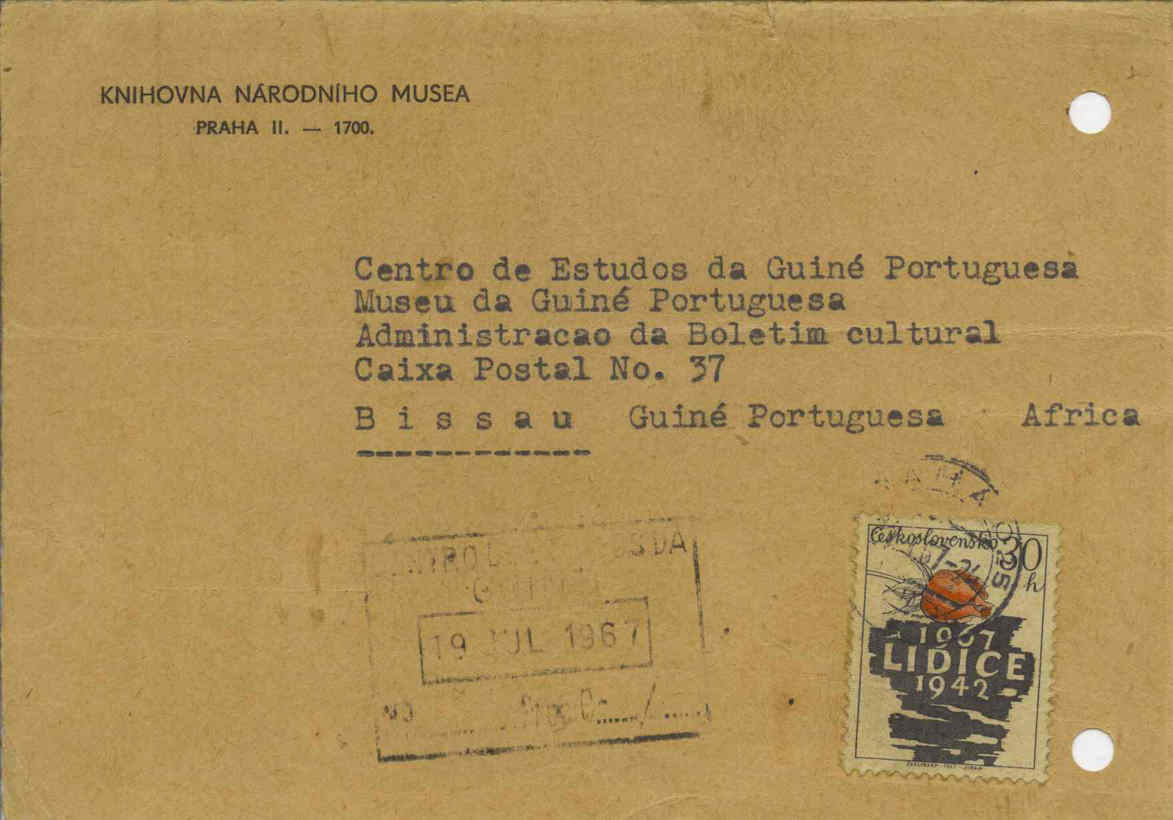 KNIHOVNA NÁRODNÍHO MUSEA
PRAHA II. — 1700.
Centro de Estudos da Guiné Portuguesa
Museu da Guiné Portuguesa
Administracao da Boletim cultural
Caixa Postal No. 37
Bissau Guiné Portuguesa Africa
Československo 30 h
1967
LIDICE
1942
19 JUL 1967